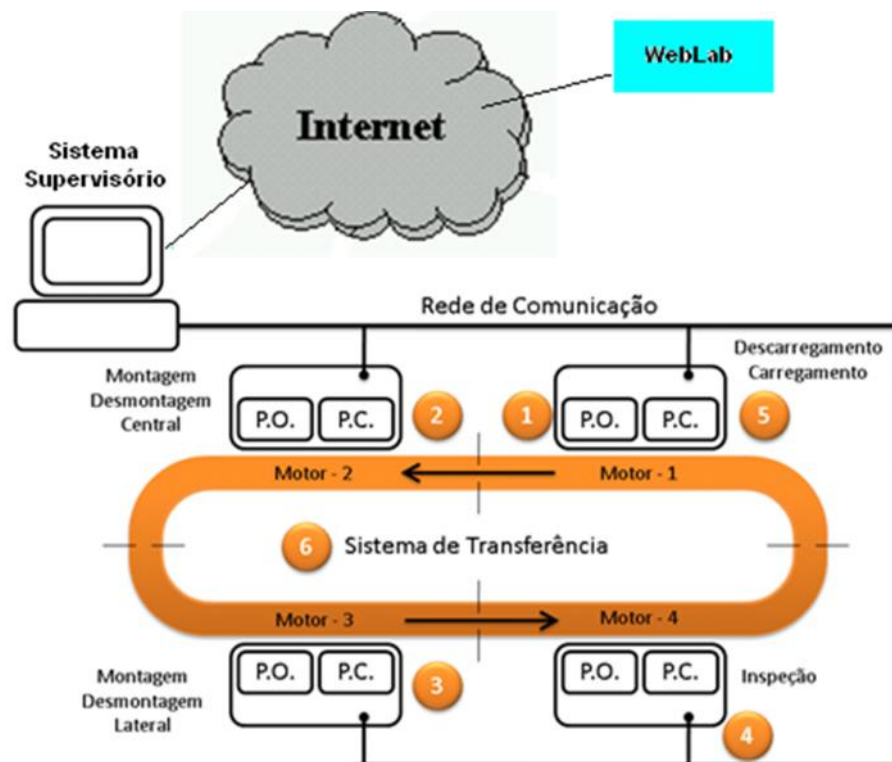 WebLab
Internet
Sistema
Supervisório
Rede de Comunicação
Montagem
Desmontagem
Central
P.O.
P.C.
2
1
P.O.
P.C.
5
Descarregamento
Carregamento
Motor - 2
Motor - 1
6
Sistema de Transferência
Motor - 3
Motor - 4
Montagem
Desmontagem
Lateral
P.O.
P.C.
3
P.O.
P.C.
Inspeção
4